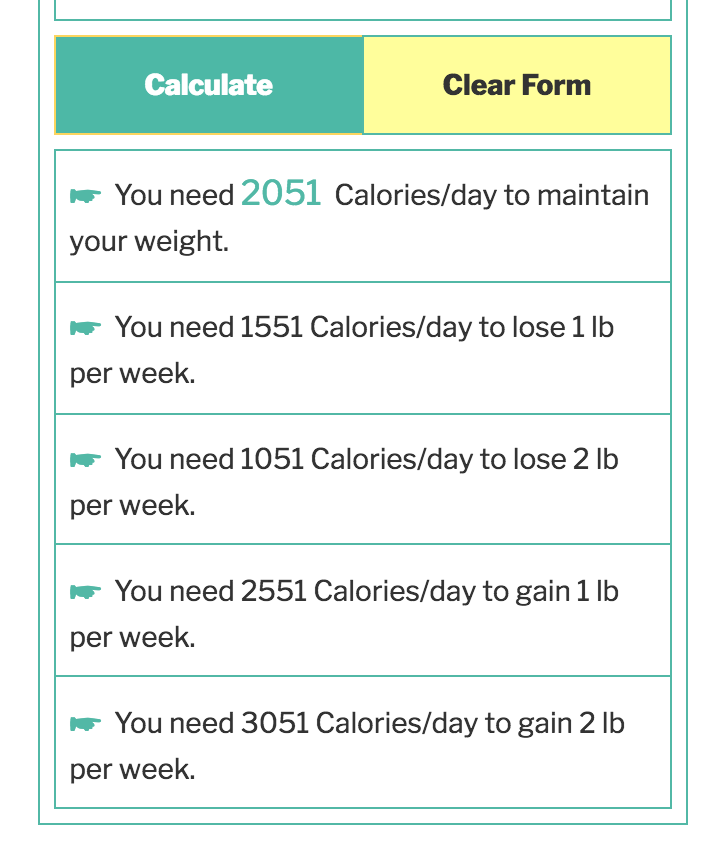 Calculate
Clear Form
You need 2051 Calories/day to maintain
your weight.
You need 1551 Calories/day to lose 1 lb
per week.
You need 1051 Calories/day to lose 2 lb
per week.
You need 2551 Calories/day to gain 1 lb
per week.
You need 3051 Calories/day to gain 2 lb
per week.